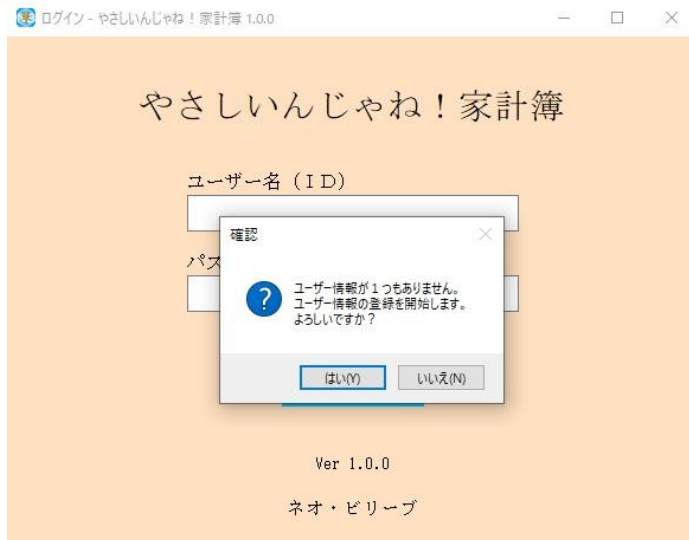 ログイン - やさしいんじゃね！家計簿 1.0.0
やさしいんじゃね！家計簿
ユーザー名（ＩＤ）
パス
確認
ユーザー情報が１つもありません。
ユーザー情報の登録を開始します。
よろしいですか？
はい(Y)
いいえ(N)
Ver 1.0.0
ネオ・ビリーブ